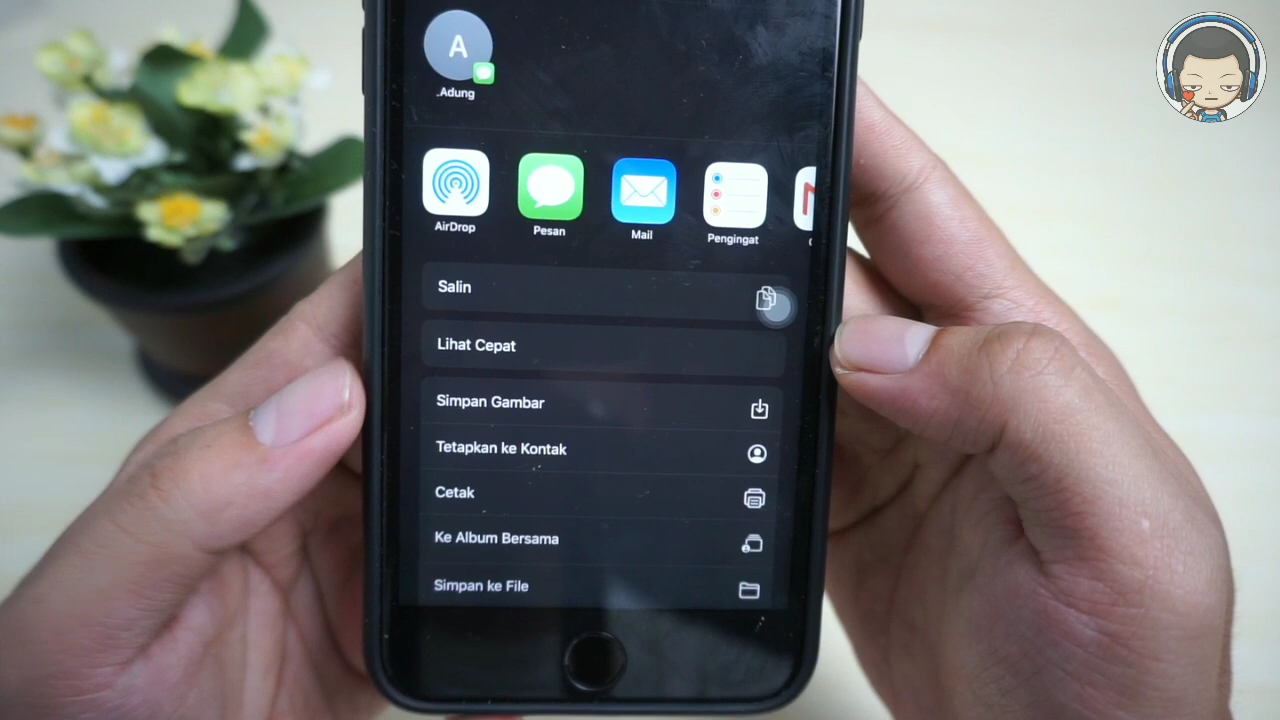 A
.Adung
AirDrop
Pesan
Mail
Pengingat
Salin
Lihat Cepat
Simpan Gambar
Tetapkan ke Kontak
Cetak
Ke Album Bersama
Simpan ke File